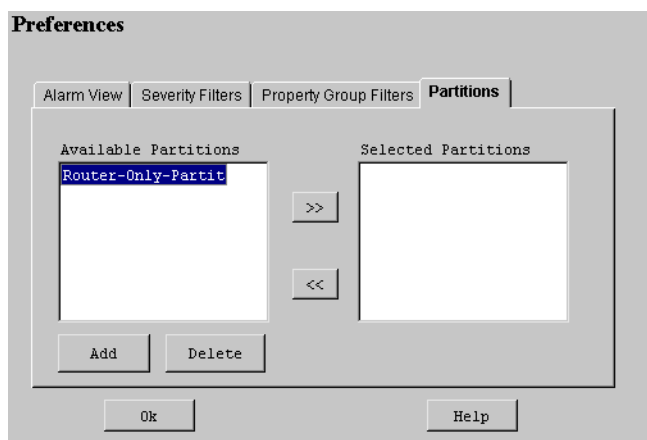 Preferences
Alarm View Severity Filters Property Group Filters Partitions
Available Partitions Selected Partitions
Router-Only-Partit
>>
<<
Add Delete
Ok Help